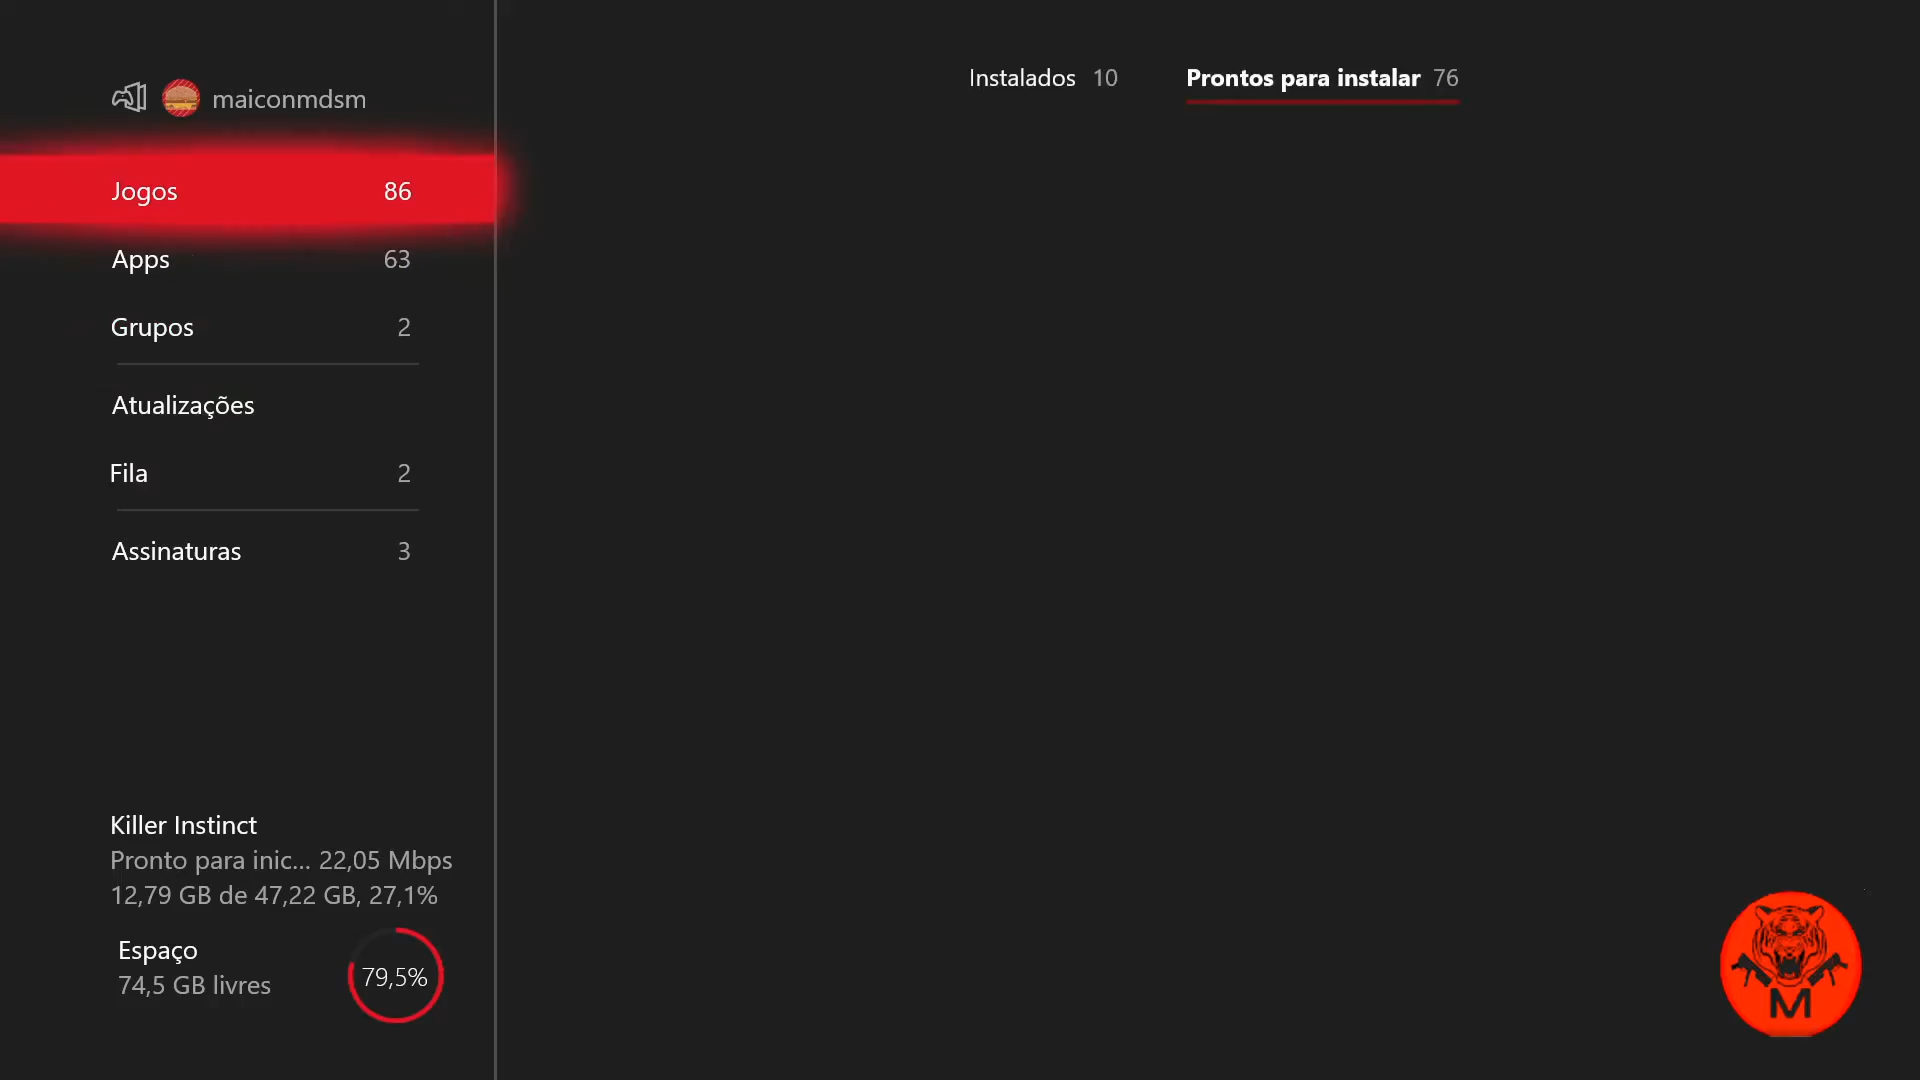 maiconmdsm
Instalados 10
Prontos para instalar 76
Jogos 86
Apps 63
Grupos 2
Atualizações
Fila 2
Assinaturas 3
Killer Instinct
Pronto para inic... 22,05 Mbps
12,79 GB de 47,22 GB, 27,1%
Espaço
74,5 GB livres
79,5%
M